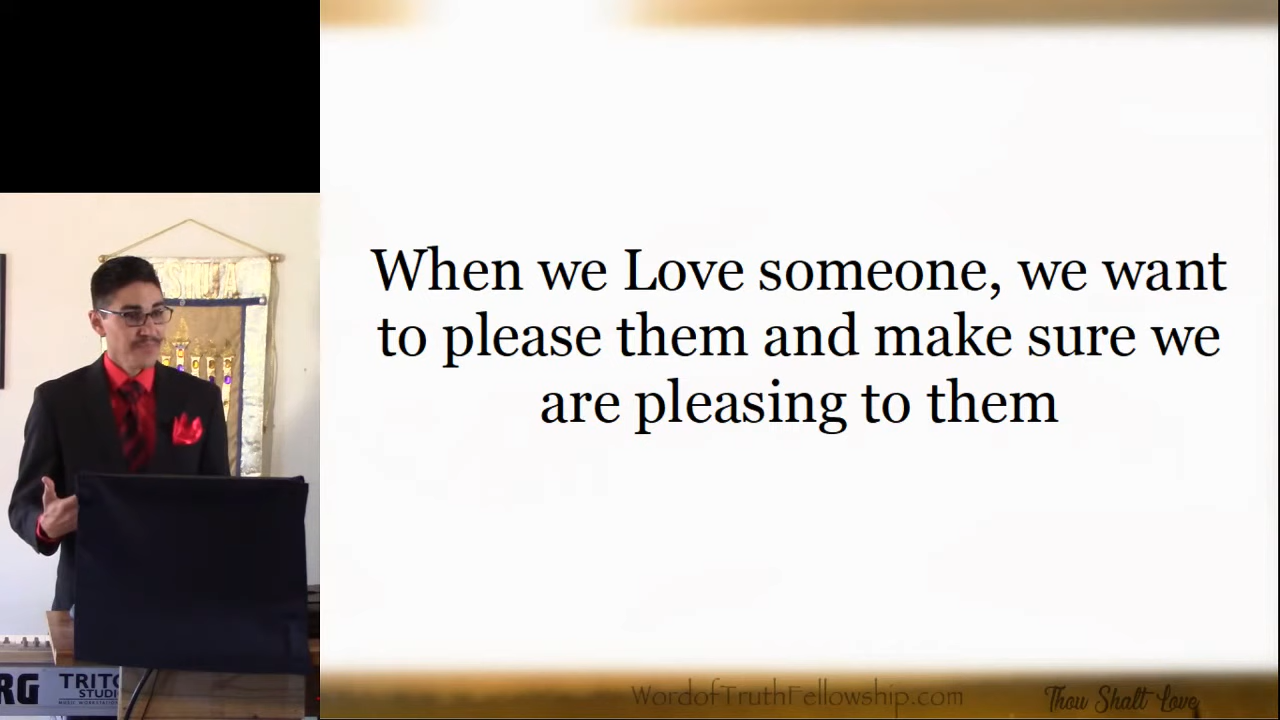 When we Love someone, we want
to please them and make sure we
are pleasing to them
WordofTruthFellowship.com
Thou Shalt Love
RG
TRITO
STUDI